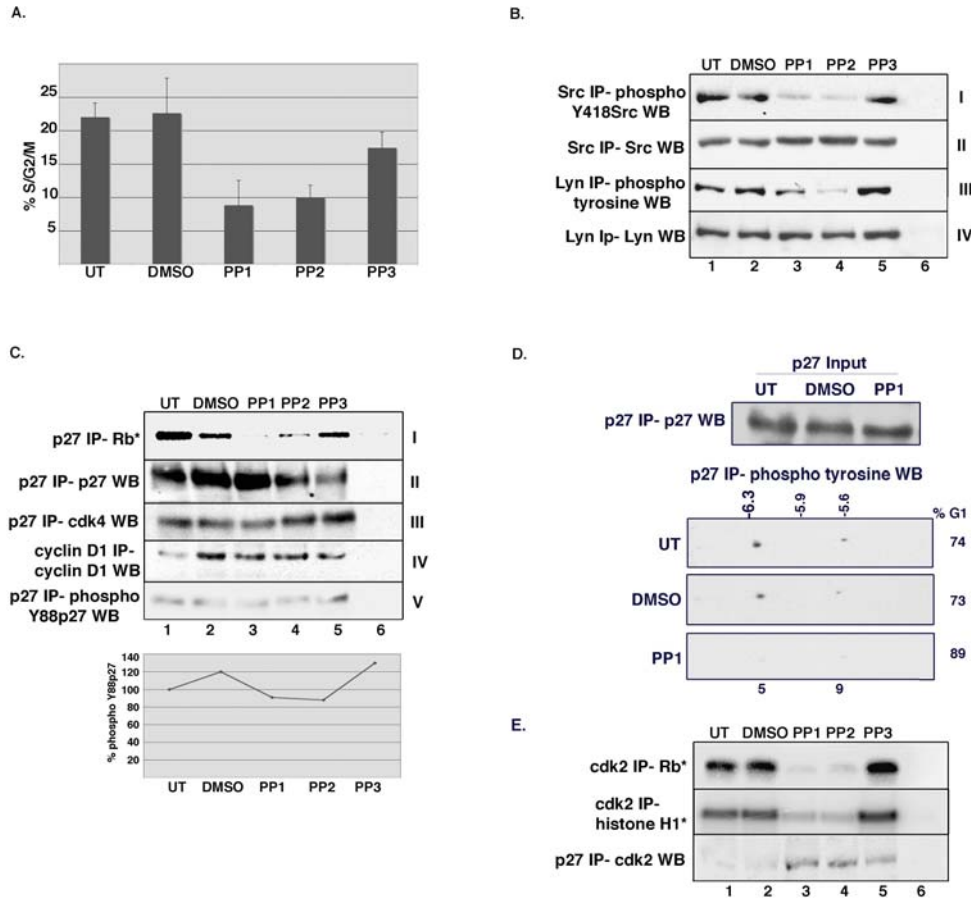 A.
% S/G2/M
25
20
15
10
5
UT DMSO PP1 PP2 PP3
B.
UT DMSO PP1 PP2 PP3
Src IP- phospho
Y418Src WB
I
Src IP- Src WB
II
Lyn IP- phospho
tyrosine WB
III
Lyn Ip- Lyn WB
IV
1 2 3 4 5 6
C.
UT DMSO PP1 PP2 PP3
p27 IP- Rb*
I
p27 IP- p27 WB
II
p27 IP- cdk4 WB
III
cyclin D1 IP-
cyclin D1 WB
IV
p27 IP- phospho
Y88p27 WB
V
1 2 3 4 5 6
% phospho Y88p27
140
120
100
80
60
40
20
UT DMSO PP1 PP2 PP3
D.
p27 Input
UT DMSO PP1
p27 IP- p27 WB
p27 IP- phospho tyrosine WB
-6.3 -5.9 -5.6
% G1
UT
74
DMSO
73
PP1
89
5 9
E.
UT DMSO PP1 PP2 PP3
cdk2 IP- Rb*
cdk2 IP-
histone H1*
p27 IP- cdk2 WB
1 2 3 4 5 6